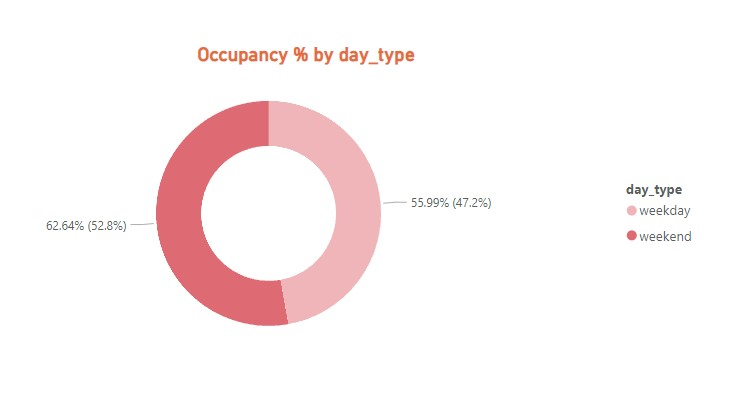 Occupancy % by day_type
62.64% (52.8%)
55.99% (47.2%)
day_type
weekday
weekend